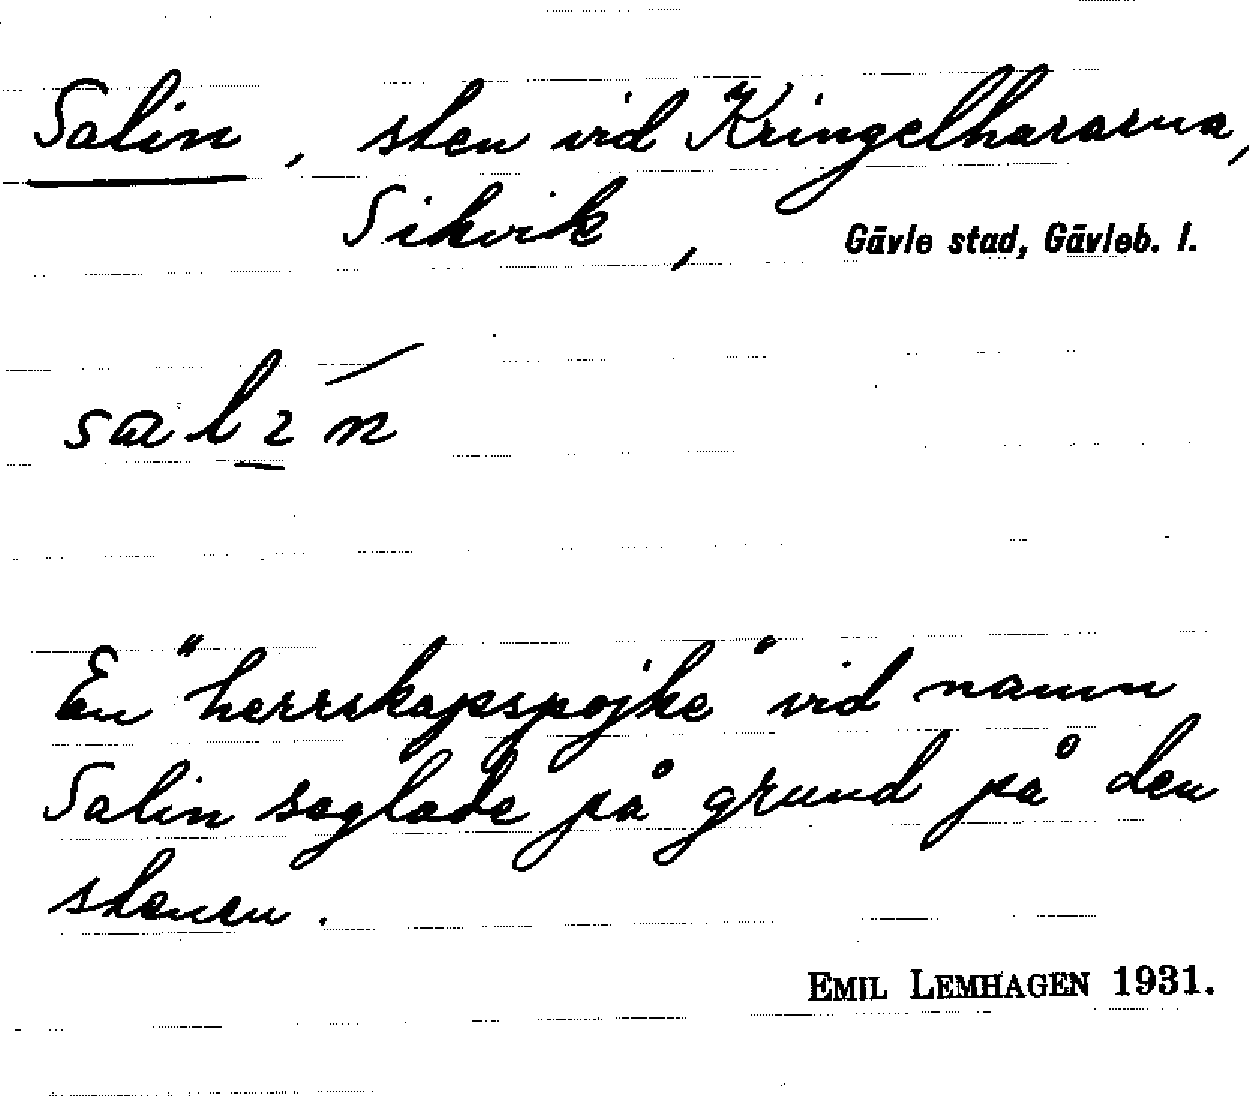 Salin, sten vid Kringelhararna,
Sikvik, Gävle stad, Gävleb. l.
salin
En "herrskapspojke" vid namn
Salin seglade på grund på den
stenen.
EMIL LEMHAGEN 1931.